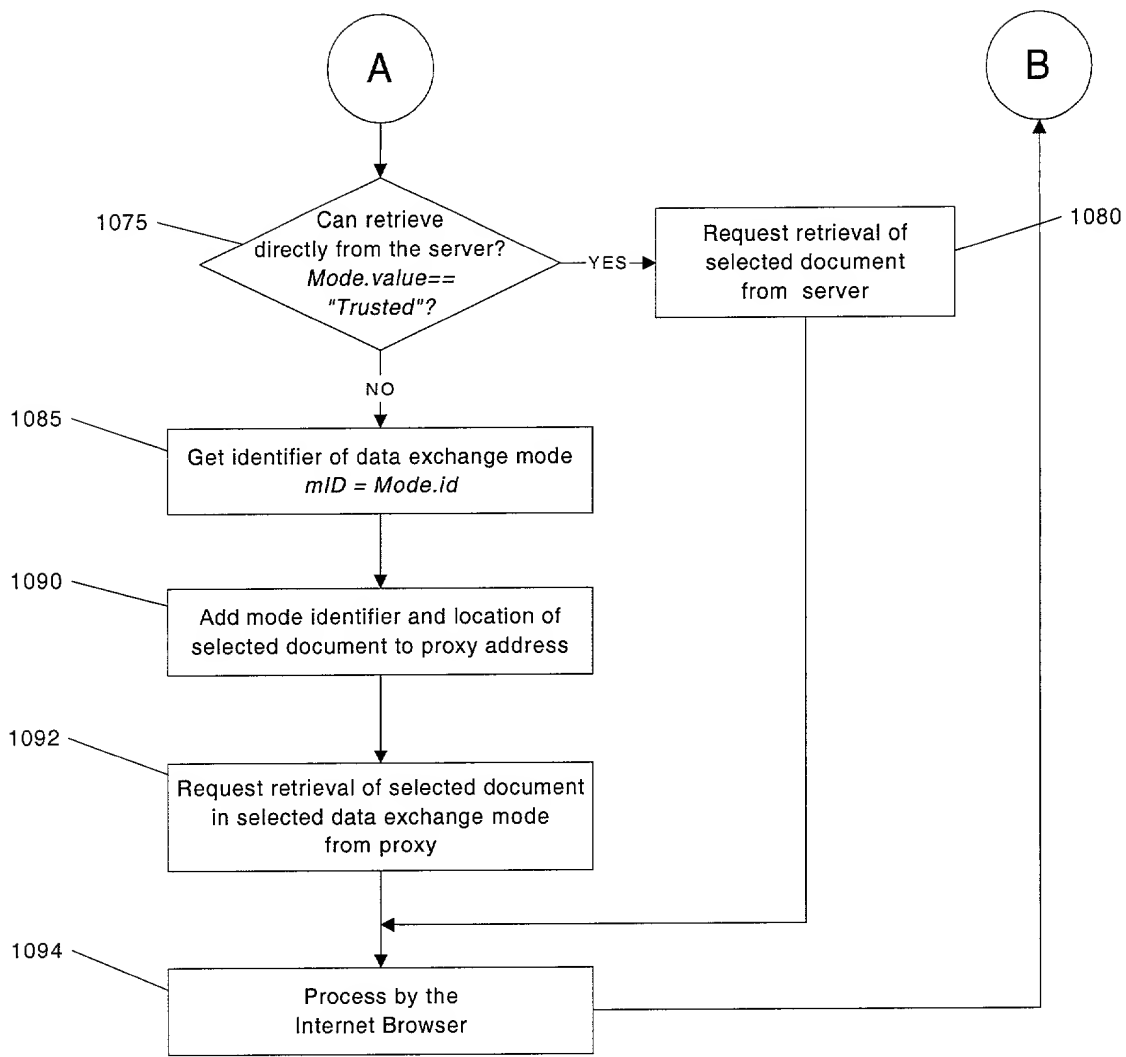 A
B
1075
Can retrieve
directly from the server?
Mode.value==
"Trusted"?
YES
1080
Request retrieval of
selected document
from server
NO
1085
Get identifier of data exchange mode
mID = Mode.id
1090
Add mode identifier and location of
selected document to proxy address
1092
Request retrieval of selected document
in selected data exchange mode
from proxy
1094
Process by the
Internet Browser